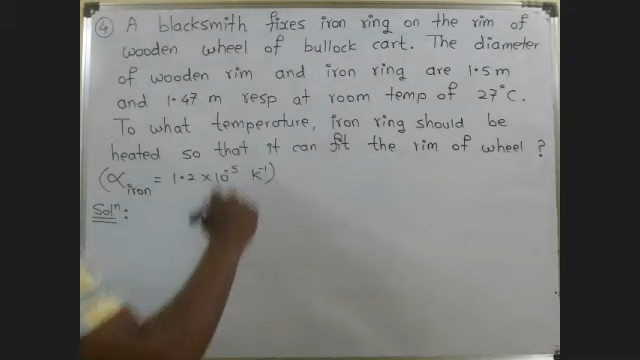 ④ A blacksmith fixes iron ring on the rim of
wooden wheel of bullock cart. The diameter
of wooden rim and iron ring are 1.5 m
and 1.47 m resp at room temp of 27°C.
To what temperature, iron ring should be
heated so that it can fit the rim of wheel ?
(α iron = 1.2 × 10⁻⁵ K⁻¹)
Solⁿ: